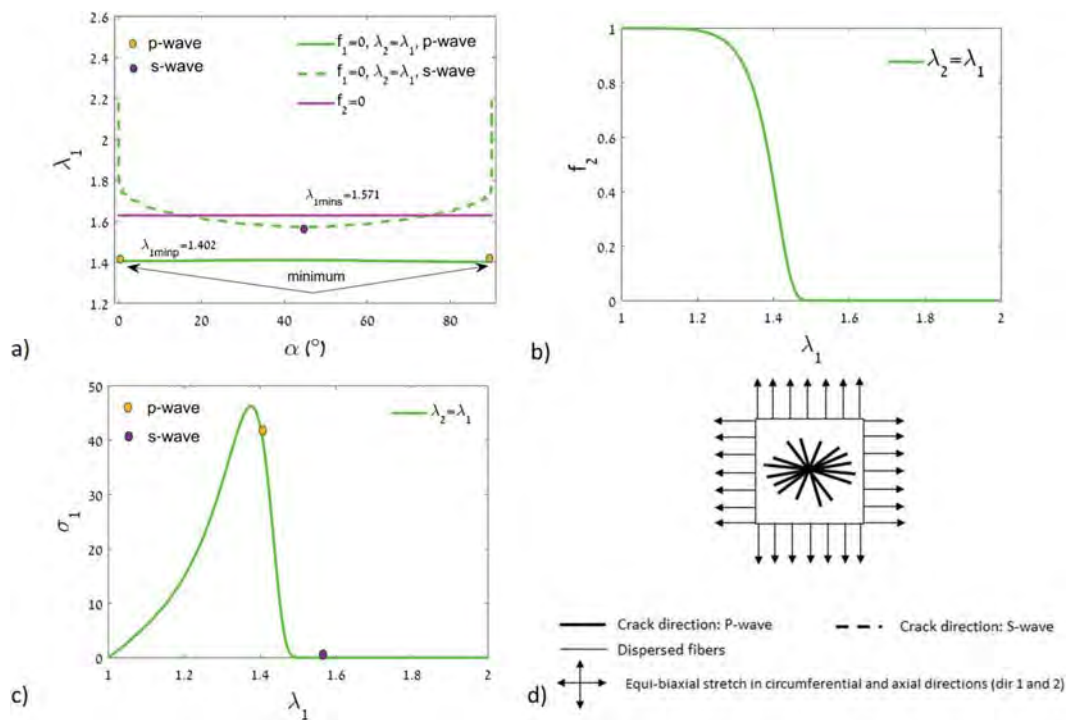 a)
2.6
2.4
2.2
2
1.8
1.6
1.4
1.2
λ1
p-wave
s-wave
f1=0, λ2=λ1, p-wave
f1=0, λ2=λ1, s-wave
f2=0
λ1mins=1.571
λ1minp=1.402
minimum
0 20 40 60 80
α (°)
b)
1
0.8
0.6
0.4
0.2
0
f2
λ2=λ1
1 1.2 1.4 1.6 1.8 2
λ1
c)
50
40
30
20
10
0
σ1
p-wave
s-wave
λ2=λ1
1 1.2 1.4 1.6 1.8 2
λ1
d)
Crack direction: P-wave
Crack direction: S-wave
Dispersed fibers
Equi-biaxial stretch in circumferential and axial directions (dir 1 and 2)